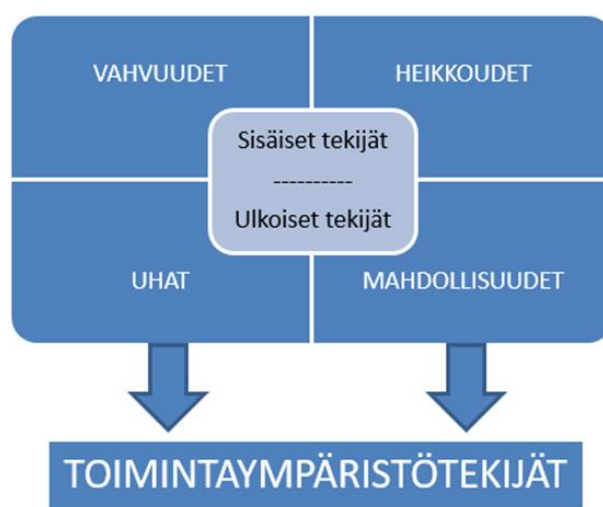 VAHVUUDET
HEIKKOUDET
Sisäiset tekijät
----------
Ulkoiset tekijät
UHAT
MAHDOLLISUUDET
TOIMINTAYMPÄRISTÖTEKIJÄT